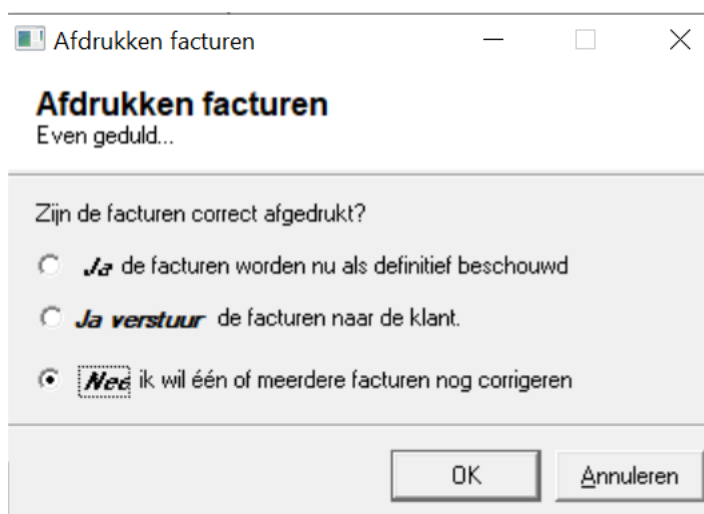 Afdrukken facturen
Afdrukken facturen
Even geduld...
Zijn de facturen correct afgedrukt?
Ja de facturen worden nu als definitief beschouwd
Ja verstuur de facturen naar de klant.
Nee ik wil één of meerdere facturen nog corrigeren
OK
Annuleren